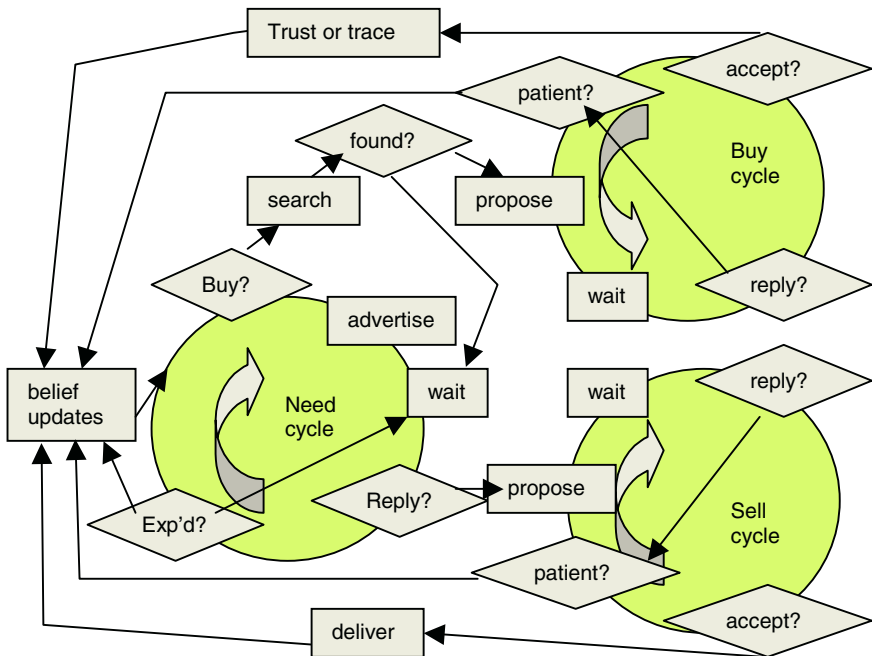 Trust or trace
accept?
patient?
found?
Buy
cycle
search
propose
Buy?
wait
reply?
advertise
belief
updates
Need
cycle
wait
wait
reply?
Reply?
propose
Exp'd?
Sell
cycle
patient?
deliver
accept?